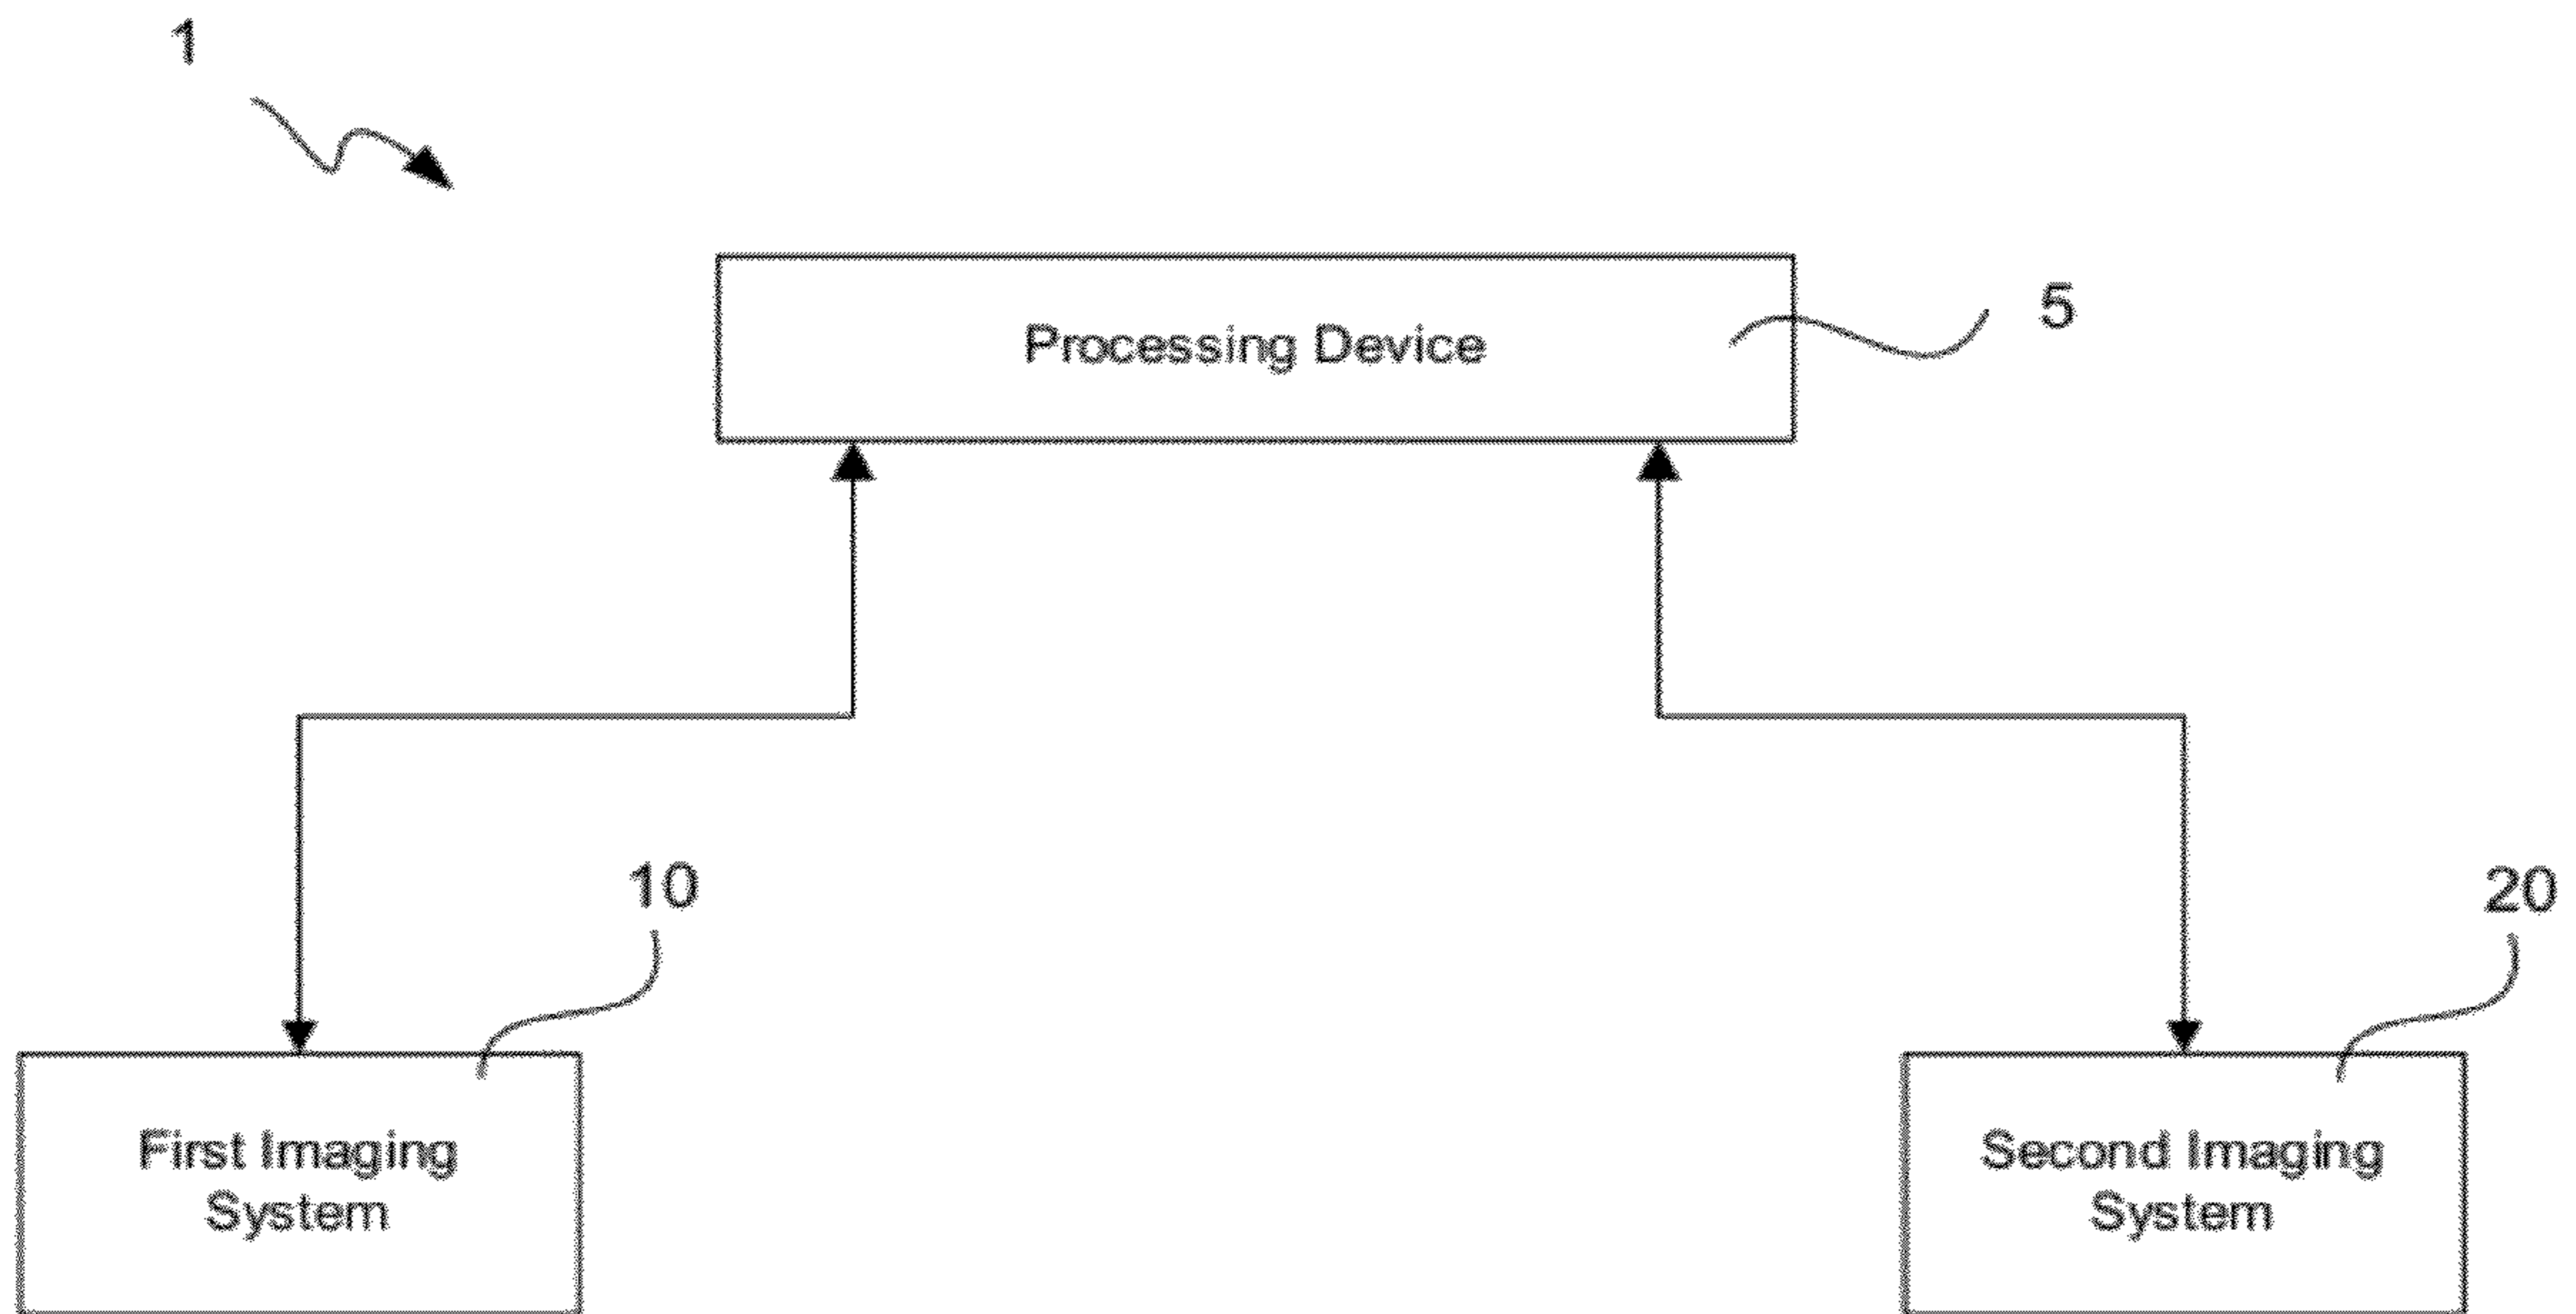 1
Processing Device
5
10
20
First Imaging
System
Second Imaging
System